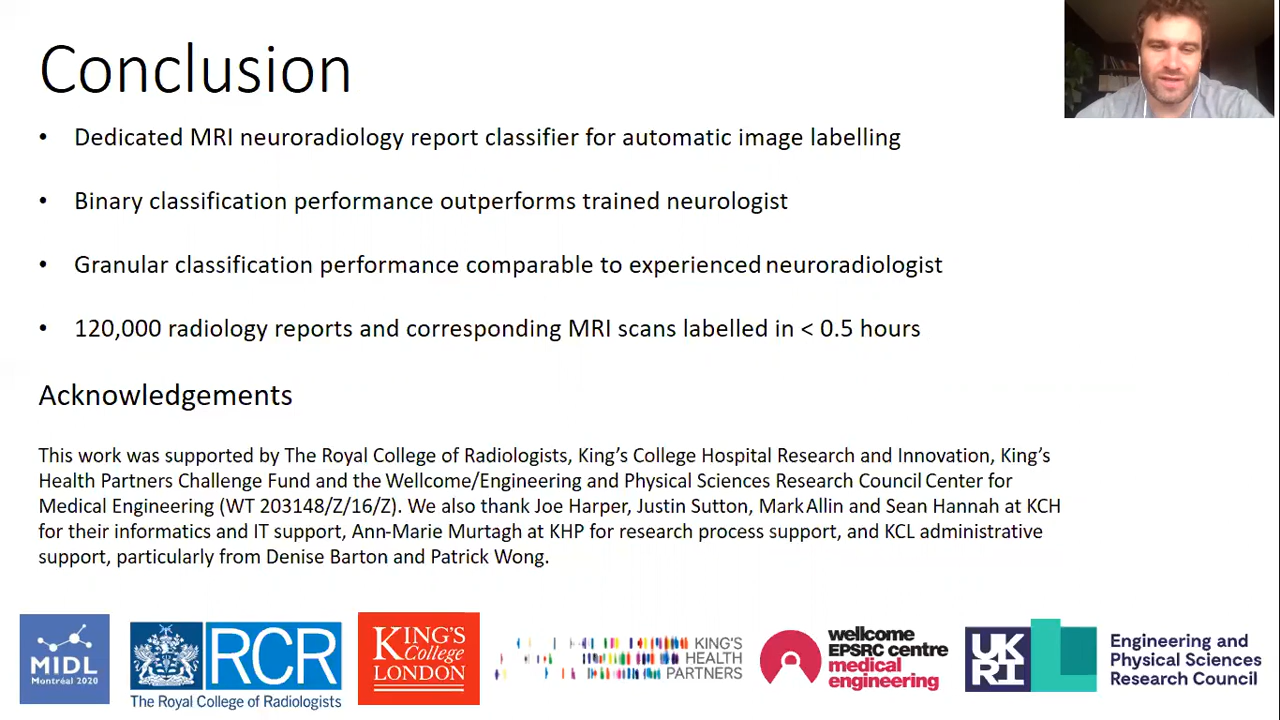 Conclusion
• Dedicated MRI neuroradiology report classifier for automatic image labelling
• Binary classification performance outperforms trained neurologist
• Granular classification performance comparable to experienced neuroradiologist
• 120,000 radiology reports and corresponding MRI scans labelled in < 0.5 hours
Acknowledgements
This work was supported by The Royal College of Radiologists, King's College Hospital Research and Innovation, King's
Health Partners Challenge Fund and the Wellcome/Engineering and Physical Sciences Research Council Center for
Medical Engineering (WT 203148/Z/16/Z). We also thank Joe Harper, Justin Sutton, Mark Allin and Sean Hannah at KCH
for their informatics and IT support, Ann-Marie Murtagh at KHP for research process support, and KCL administrative
support, particularly from Denise Barton and Patrick Wong.
MIDL
Montréal 2020
RCR
The Royal College of Radiologists
KING'S
College
LONDON
KING'S
HEALTH
PARTNERS
wellcome
EPSRC centre
medical
engineering
UK
RI
Engineering and
Physical Sciences
Research Council